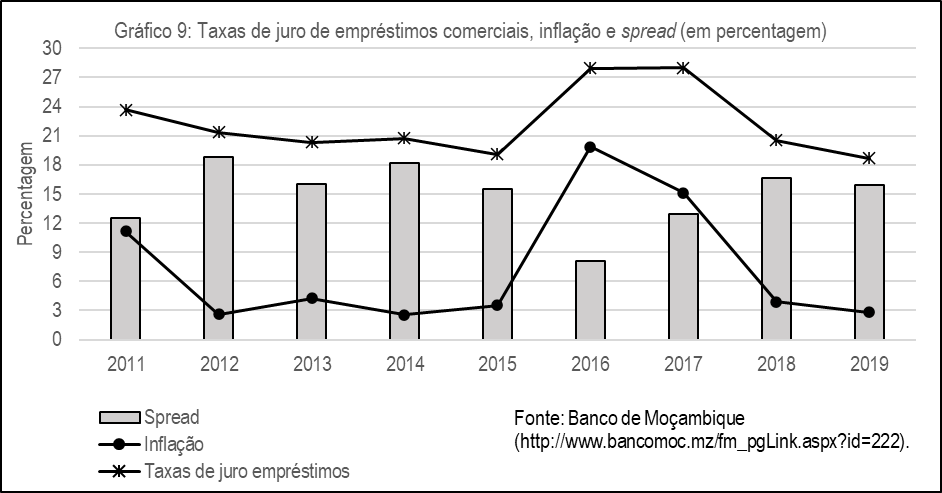 Gráfico 9: Taxas de juro de empréstimos comerciais, inflação e spread (em percentagem)
Percentagem
30
27
24
21
18
15
12
9
6
3
0
2011 2012 2013 2014 2015 2016 2017 2018 2019
Spread
Inflação
Taxas de juro empréstimos
Fonte: Banco de Moçambique
(http://www.bancomoc.mz/fm_pgLink.aspx?id=222).